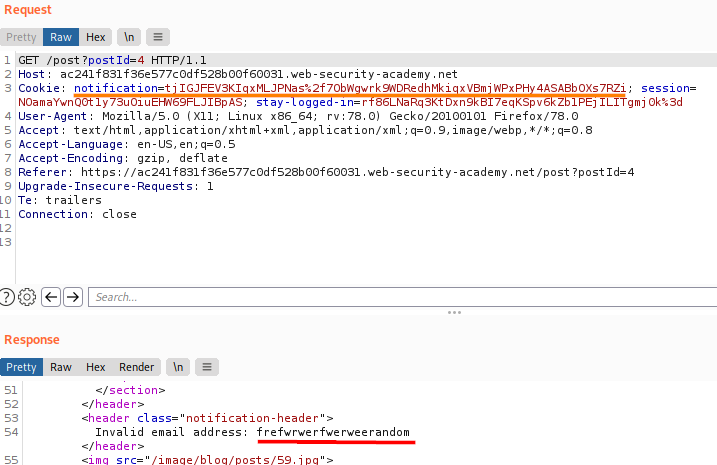 Request
Pretty Raw Hex \n
1 GET /post?postId=4 HTTP/1.1
2 Host: ac241f831f36e577c0df528b00f60031.web-security-academy.net
3 Cookie: notification=tjIGJFEV3KIqxMLJPNas%2f7ObWgwrk9WDRedhMkiqxVBmjWPxPHy4ASABbOXs7RZi; session=
NOamaYwnQOt1y73uOiuEHW69FLJIBpAS; stay-logged-in=rf86LNaRq3KtDxn9kBI7eqKSpv6kZb1PEjILITgmjOk%3d
4 User-Agent: Mozilla/5.0 (X11; Linux x86_64; rv:78.0) Gecko/20100101 Firefox/78.0
5 Accept: text/html,application/xhtml+xml,application/xml;q=0.9,image/webp,*/*;q=0.8
6 Accept-Language: en-US,en;q=0.5
7 Accept-Encoding: gzip, deflate
8 Referer: https://ac241f831f36e577c0df528b00f60031.web-security-academy.net/post?postId=4
9 Upgrade-Insecure-Requests: 1
10 Te: trailers
11 Connection: close
12
13
Search...
Response
Pretty Raw Hex Render \n
51 </section>
52 </header>
53 <header class="notification-header">
54 Invalid email address: frefwrwerfwerweerandom
</header>
55 <img src="/image/blog/posts/59.jpg">